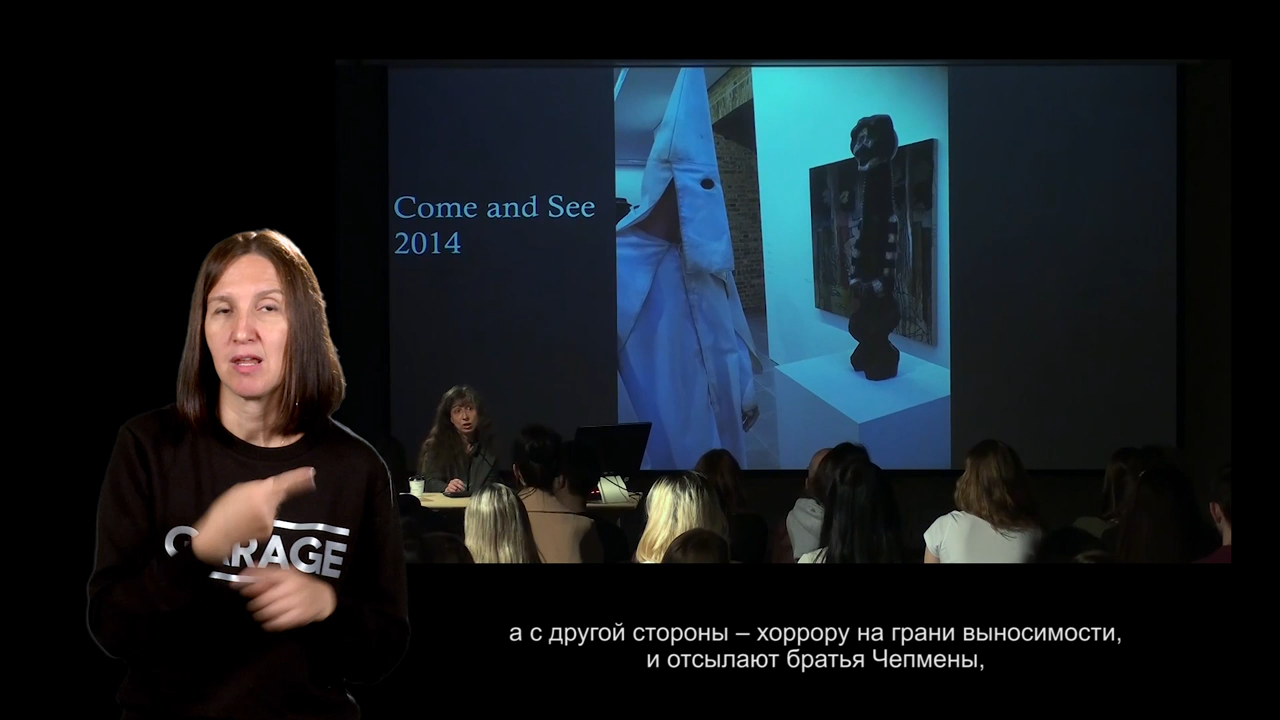 Come and See
2014
GARAGE
а с другой стороны – хоррору на грани выносимости,
и отсылают братья Чепмены,